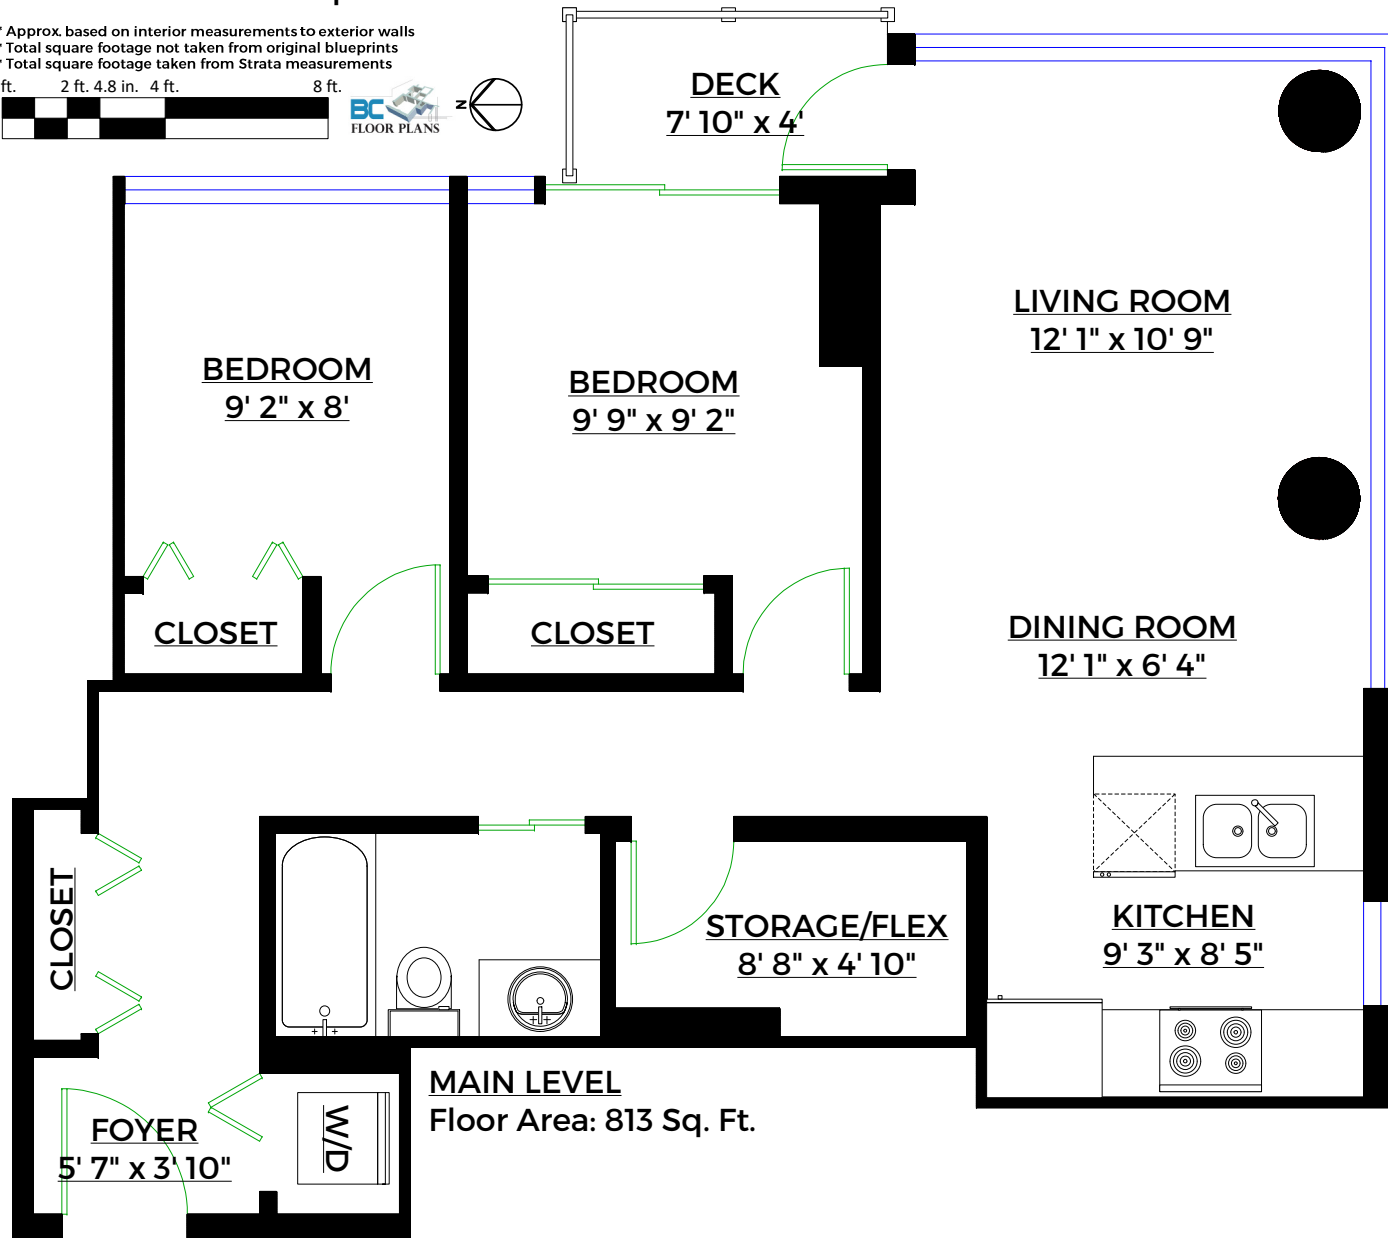 * Approx. based on interior measurements to exterior walls
* Total square footage not taken from original blueprints
* Total square footage taken from Strata measurements
ft. 2 ft. 4.8 in. 4 ft. 8 ft.
BC
FLOOR PLANS
N
DECK
7' 10" x 4'
LIVING ROOM
12' 1" x 10' 9"
BEDROOM
9' 2" x 8'
BEDROOM
9' 9" x 9' 2"
CLOSET
CLOSET
DINING ROOM
12' 1" x 6' 4"
CLOSET
STORAGE/FLEX
8' 8" x 4' 10"
KITCHEN
9' 3" x 8' 5"
MAIN LEVEL
Floor Area: 813 Sq. Ft.
FOYER
5' 7" x 3' 10"
W/D